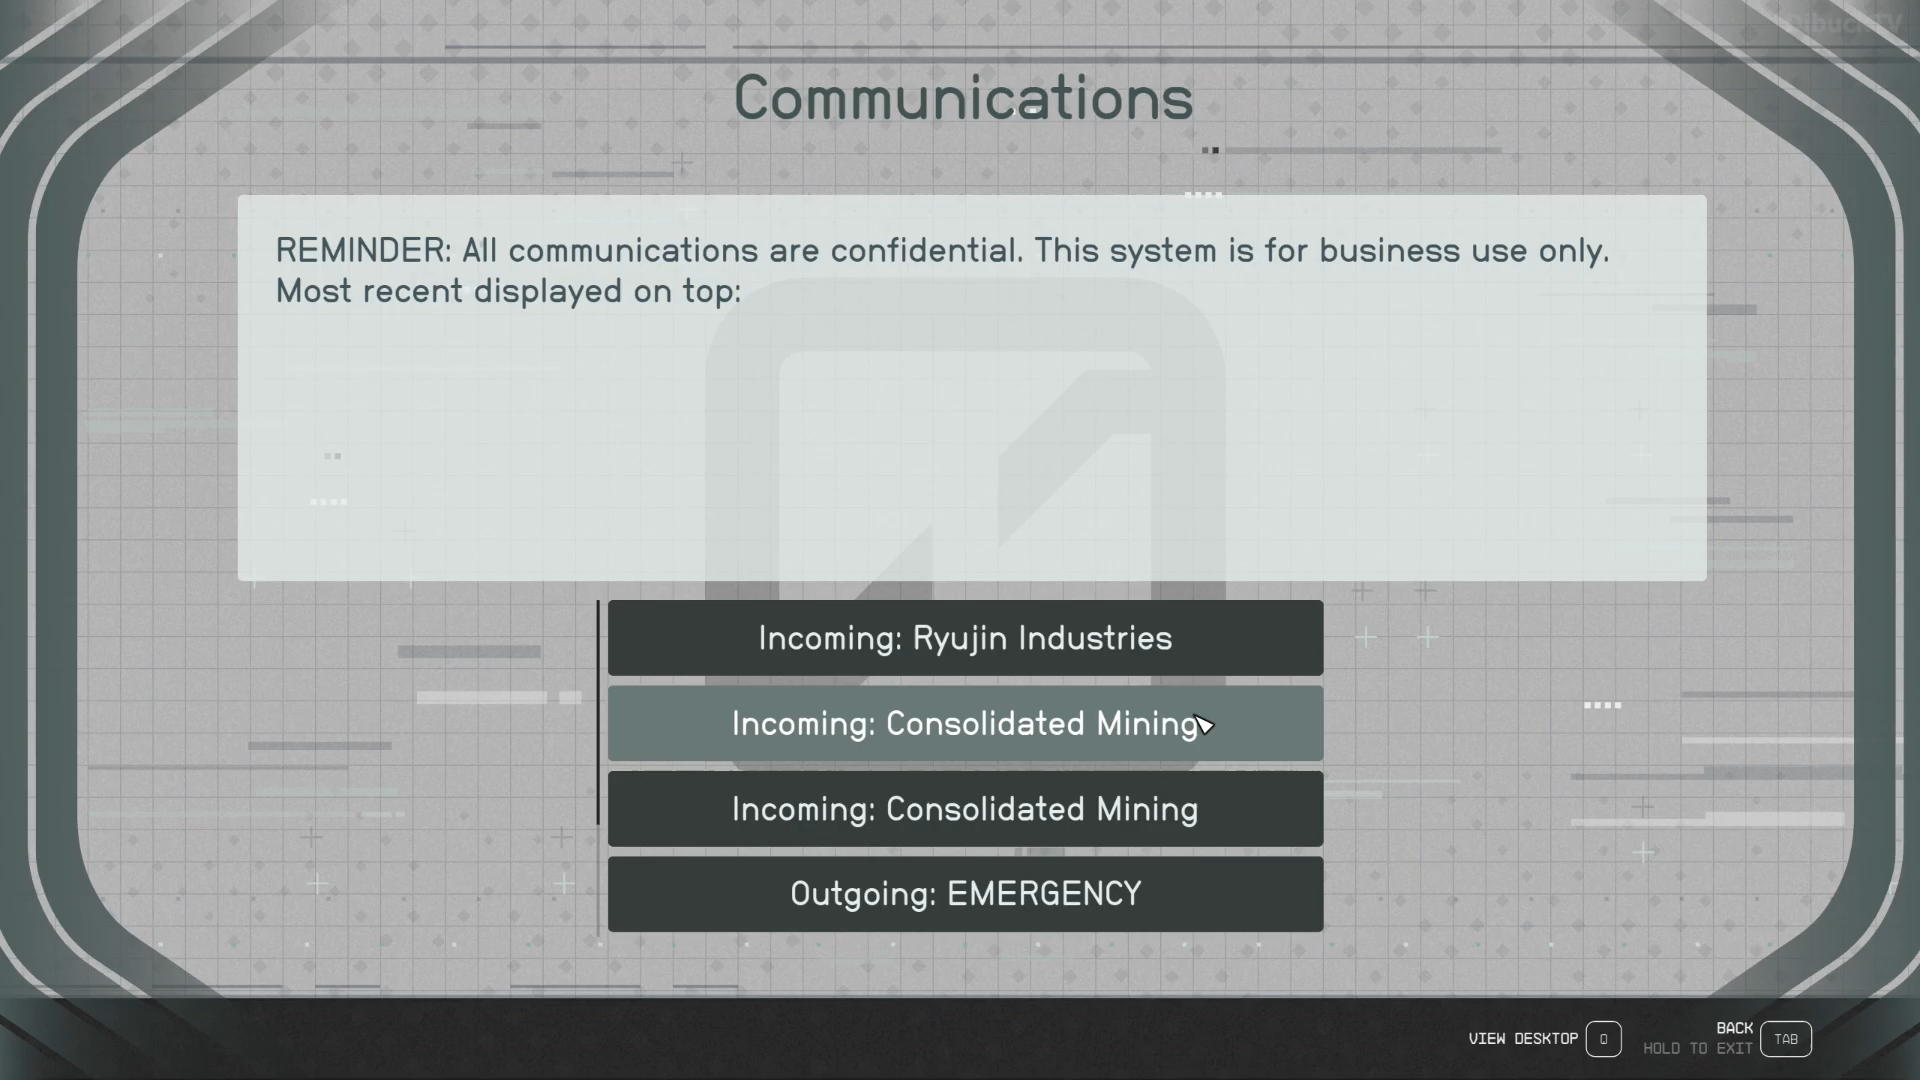 Communications
REMINDER: All communications are confidential. This system is for business use only.
Most recent displayed on top:
Incoming: Ryujin Industries
Incoming: Consolidated Mining
Incoming: Consolidated Mining
Outgoing: EMERGENCY
VIEW DESKTOP Q
BACK
HOLD TO EXIT TAB